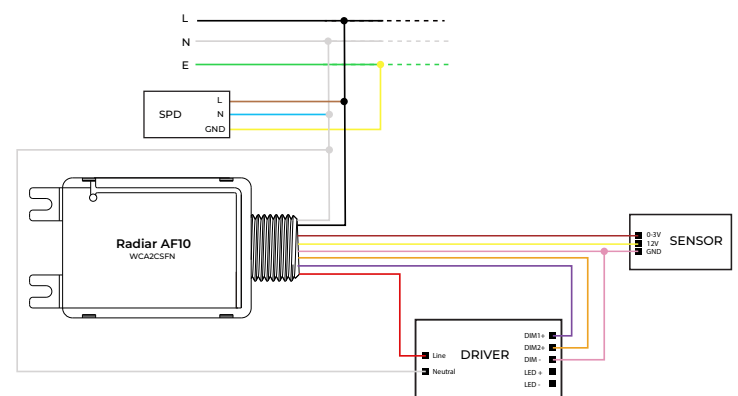 L
N
E
SPD
L
N
GND
Radiar AF10
WCA2CSFN
0-3V
12V
GND
SENSOR
DRIVER
Line
Neutral
DIM1+
DIM2+
DIM -
LED +
LED -